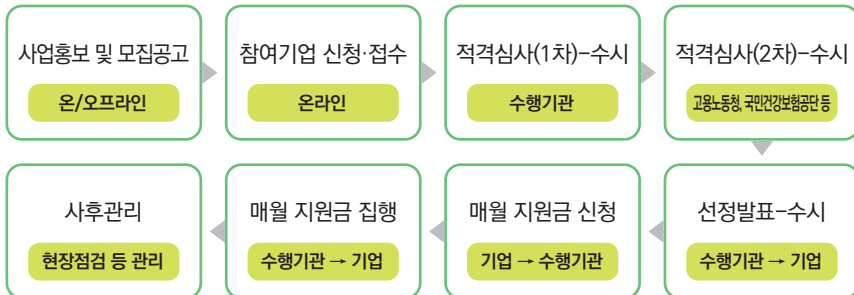 사업홍보 및 모집공고
온/오프라인
참여기업 신청·접수
온라인
적격심사(1차)-수시
수행기관
적격심사(2차)-수시
고용노동청, 국민건강보험공단 등
선정발표-수시
수행기관 → 기업
매월 지원금 신청
기업 → 수행기관
매월 지원금 집행
수행기관 → 기업
사후관리
현장점검 등 관리